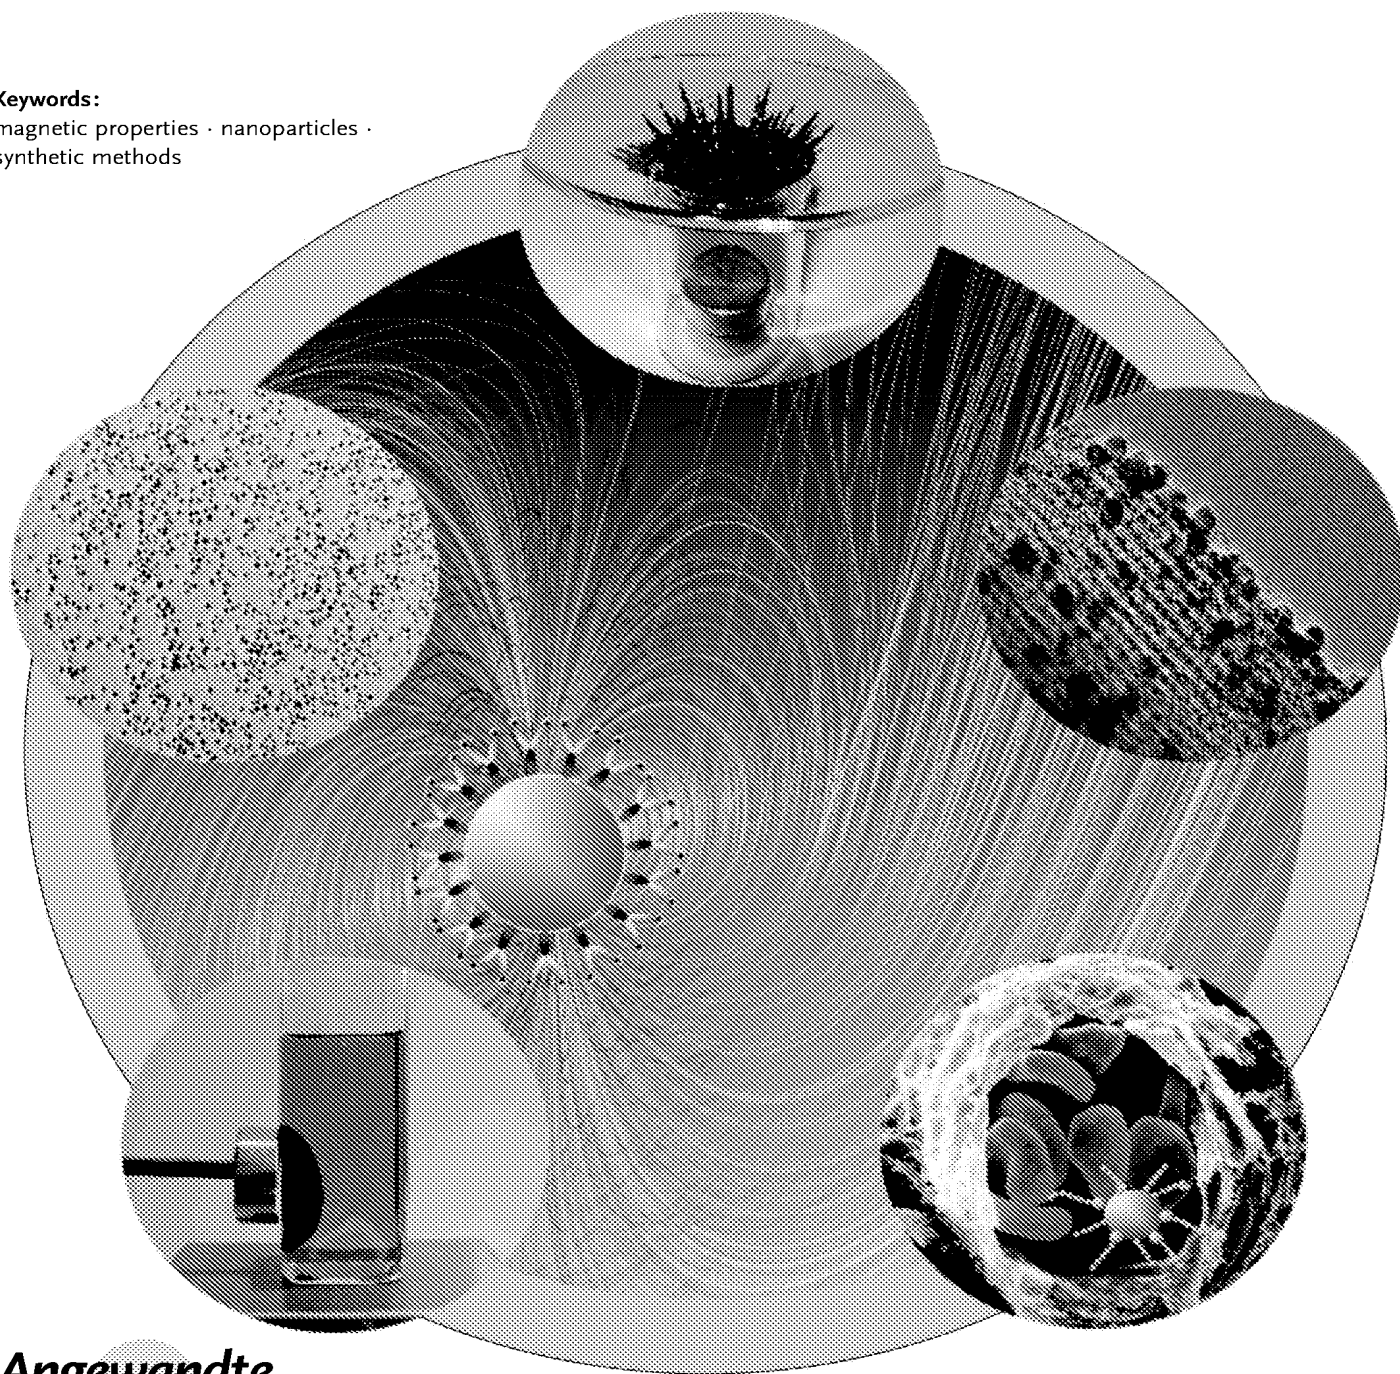 Keywords:
magnetic properties · nanoparticles ·
synthetic methods
Angewandte